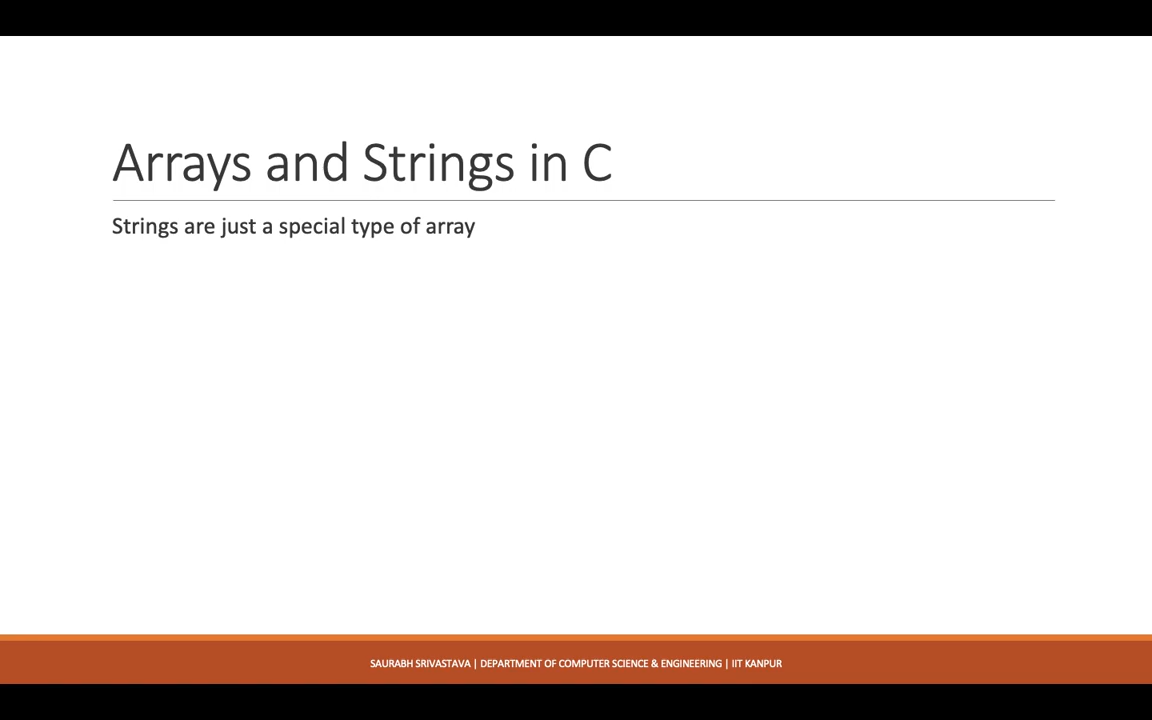 Arrays and Strings in C
Strings are just a special type of array
SAURABH SRIVASTAVA | DEPARTMENT OF COMPUTER SCIENCE & ENGINEERING | IIT KANPUR